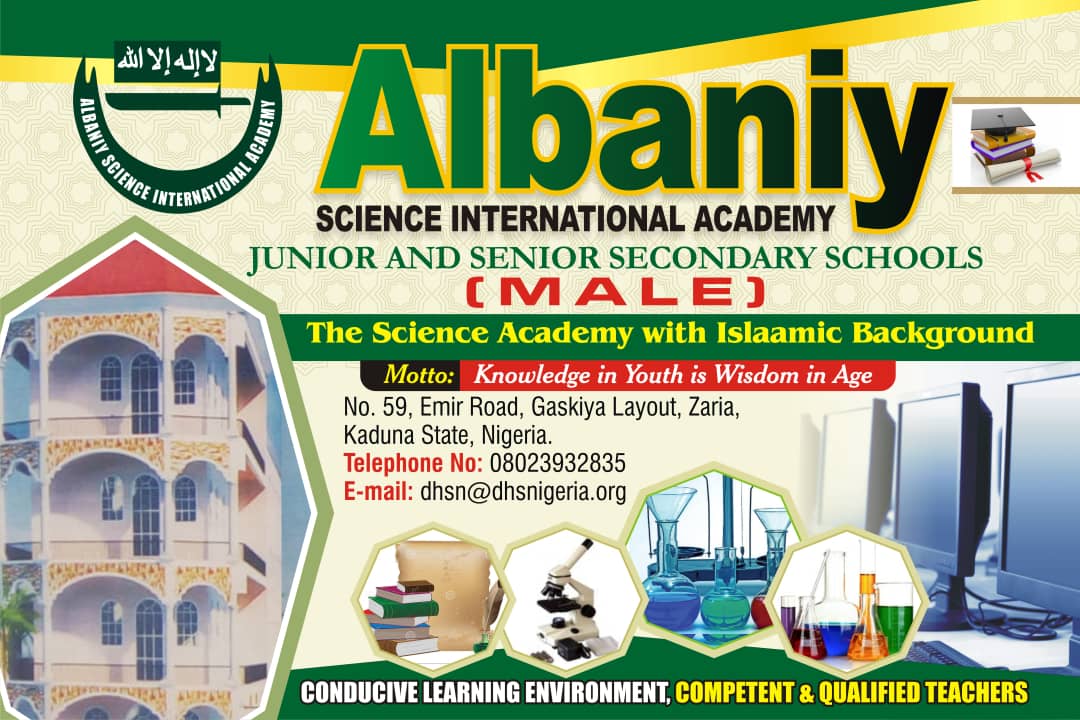 لا إله إلا الله
ALBANIY SCIENCE INTERNATIONAL ACADEMY
Albaniy
SCIENCE INTERNATIONAL ACADEMY
JUNIOR AND SENIOR SECONDARY SCHOOLS
(MALE)
The Science Academy with Islaamic Background
Motto: Knowledge in Youth is Wisdom in Age
No. 59, Emir Road, Gaskiya Layout, Zaria,
Kaduna State, Nigeria.
Telephone No: 08023932835
E-mail: dhsn@dhsnigeria.org
CONDUCIVE LEARNING ENVIRONMENT, COMPETENT & QUALIFIED TEACHERS